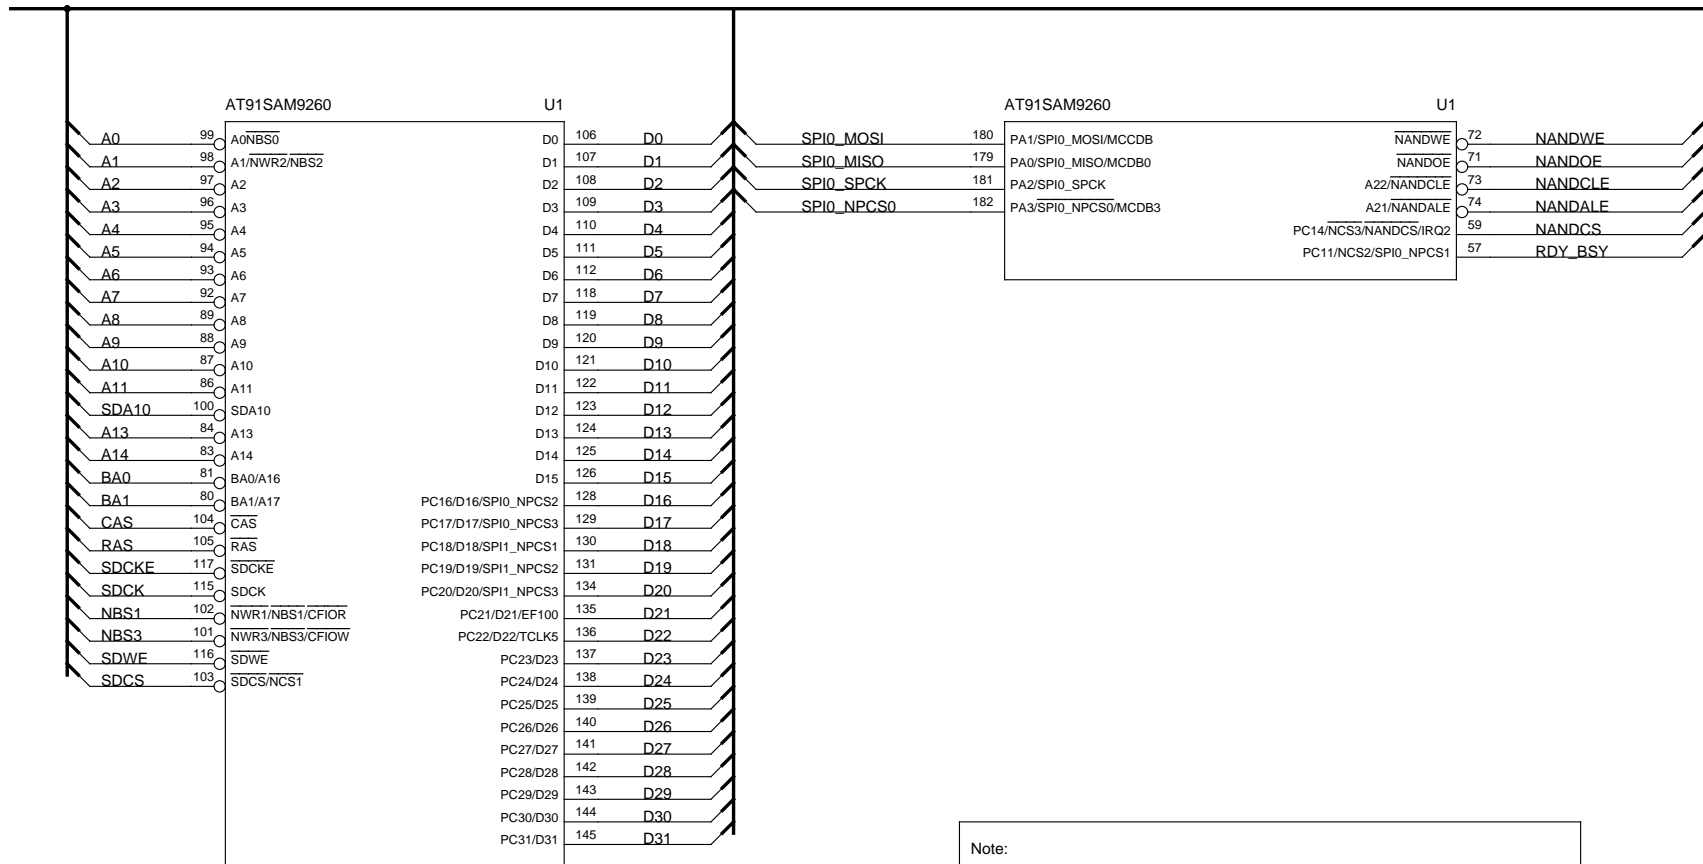 AT91SAM9260 U1
A0 99 A0NBS0 D0 106 D0
A1 98 A1/NWR2/NBS2 D1 107 D1
A2 97 A2 D2 108 D2
A3 96 A3 D3 109 D3
A4 95 A4 D4 110 D4
A5 94 A5 D5 111 D5
A6 93 A6 D6 112 D6
A7 92 A7 D7 118 D7
A8 89 A8 D8 119 D8
A9 88 A9 D9 120 D9
A10 87 A10 D10 121 D10
A11 86 A11 D11 122 D11
SDA10 100 SDA10 D12 123 D12
A13 84 A13 D13 124 D13
A14 83 A14 D14 125 D14
BA0 81 BA0/A16 D15 126 D15
BA1 80 BA1/A17 PC16/D16/SPI0_NPCS2 128 D16
CAS 104 CAS PC17/D17/SPI0_NPCS3 129 D17
RAS 105 RAS PC18/D18/SPI1_NPCS1 130 D18
SDCKE 117 SDCKE PC19/D19/SPI1_NPCS2 131 D19
SDCK 115 SDCK PC20/D20/SPI1_NPCS3 134 D20
NBS1 102 NWR1/NBS1/CFIOR PC21/D21/EF100 135 D21
NBS3 101 NWR3/NBS3/CFIOW PC22/D22/TCLK5 136 D22
SDWE 116 SDWE PC23/D23 137 D23
SDCS 103 SDCS/NCS1 PC24/D24 138 D24
PC25/D25 139 D25
PC26/D26 140 D26
PC27/D27 141 D27
PC28/D28 142 D28
PC29/D29 143 D29
PC30/D30 144 D30
PC31/D31 145 D31
AT91SAM9260 U1
SPI0_MOSI 180 PA1/SPI0_MOSI/MCCDB NANDWE 72 NANDWE
SPI0_MISO 179 PA0/SPI0_MISO/MCDB0 NANDOE 71 NANDOE
SPI0_SPCK 181 PA2/SPI0_SPCK A22/NANDCLE 73 NANDCLE
SPI0_NPCS0 182 PA3/SPI0_NPCS0/MCDB3 A21/NANDALE 74 NANDALE
PC14/NCS3/NANDCS/IRQ2 59 NANDCS
PC11/NCS2/SPI0_NPCS1 57 RDY_BSY
Note: